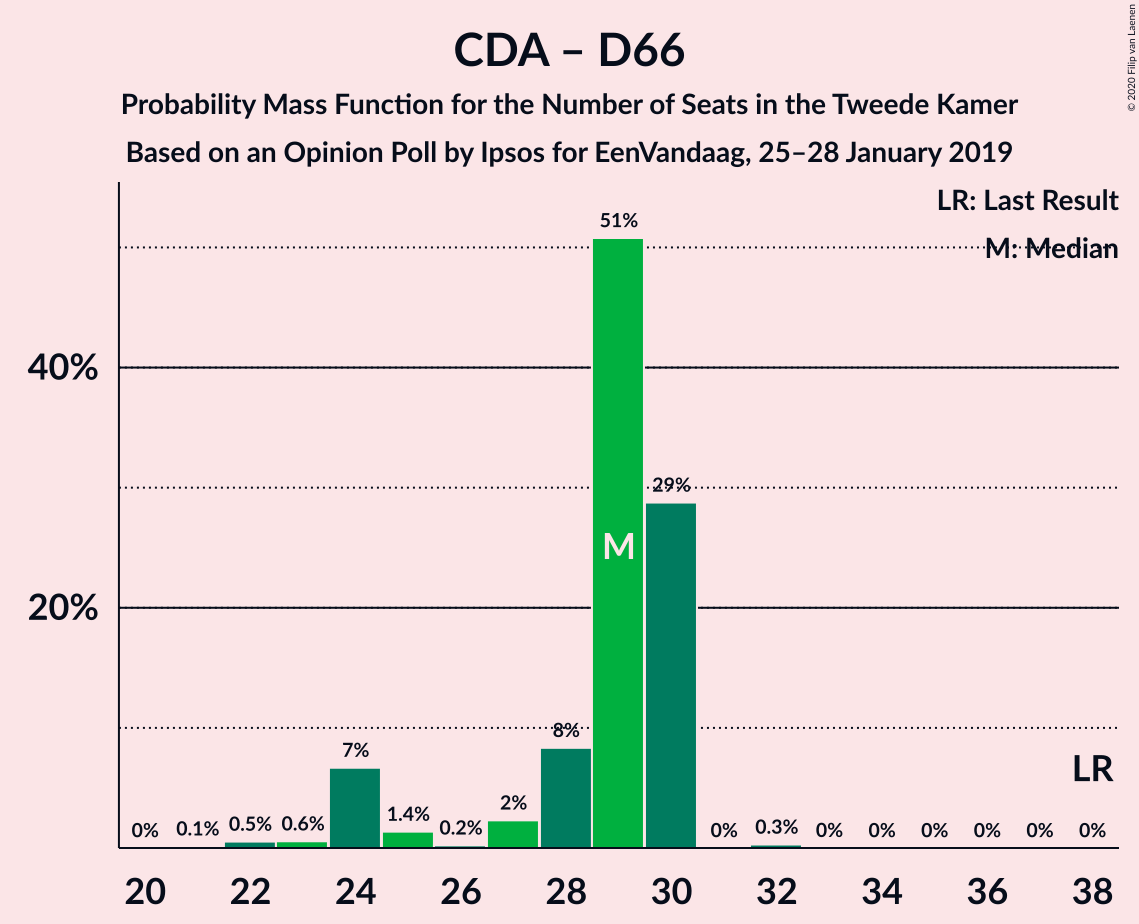 CDA – D66
Probability Mass Function for the Number of Seats in the Tweede Kamer
Based on an Opinion Poll by Ipsos for EenVandaag, 25–28 January 2019
© 2020 Filip van Laenen
LR: Last Result
M: Median
51%
40%
29%
M
20%
8%
7%
LR
1.4%
2%
0%
0.1%
0.5%
0.6%
0.2%
0%
0.3%
0%
0%
0%
0%
0%
0%
20 22 24 26 28 30 32 34 36 38